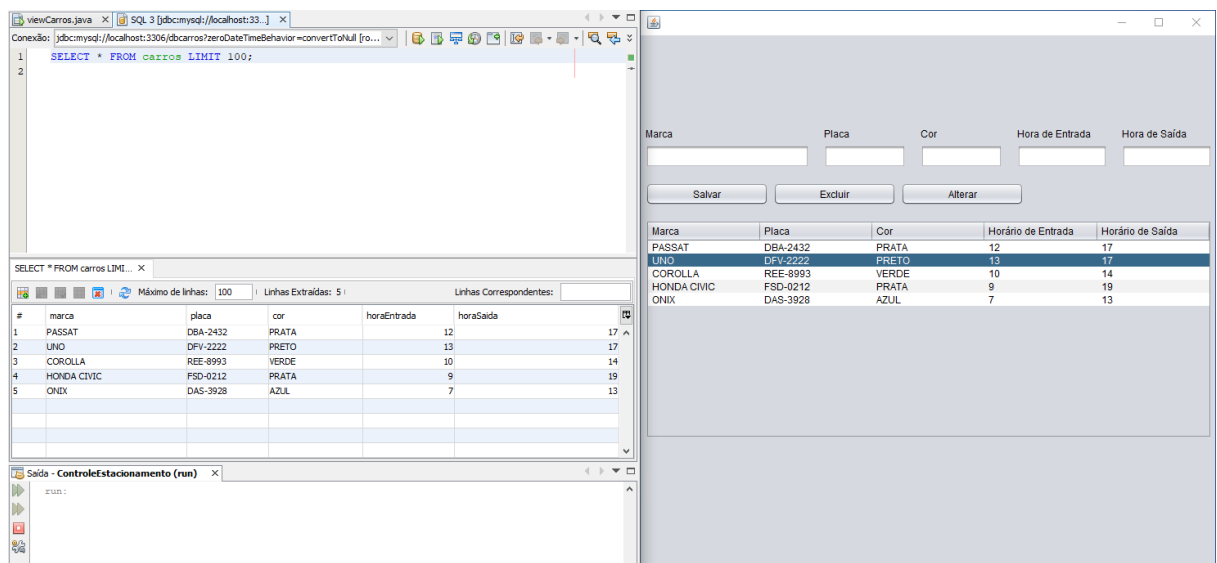 viewCarros.java
SQL 3 [jdbc:mysql://localhost:33...]
Conexão: jdbc:mysql://localhost:3306/dbcarros?zeroDateTimeBehavior=convertToNull [ro...
1 SELECT * FROM carros LIMIT 100;
2
SELECT * FROM carros LIMI...
Máximo de linhas: 100 Linhas Extraídas: 5 Linhas Correspondentes:
# marca placa cor horaEntrada horaSaida
1 PASSAT DBA-2432 PRATA 12 17
2 UNO DFV-2222 PRETO 13 17
3 COROLLA REE-8993 VERDE 10 14
4 HONDA CIVIC FSD-0212 PRATA 9 19
5 ONIX DAS-3928 AZUL 7 13
Saída - ControleEstacionamento (run)
run:
Marca Placa Cor Hora de Entrada Hora de Saída
Salvar Excluir Alterar
Marca Placa Cor Horário de Entrada Horário de Saída
PASSAT DBA-2432 PRATA 12 17
UNO DFV-2222 PRETO 13 17
COROLLA REE-8993 VERDE 10 14
HONDA CIVIC FSD-0212 PRATA 9 19
ONIX DAS-3928 AZUL 7 13